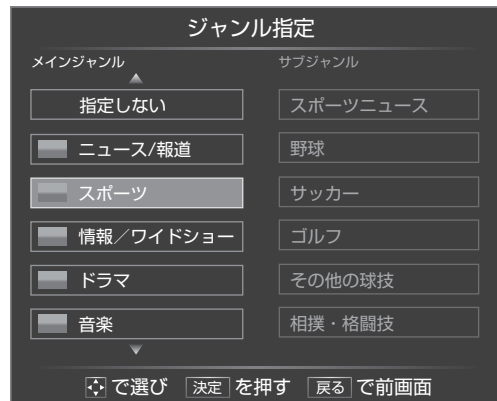 ジャンル指定
メインジャンル
指定しない
ニュース/報道
スポーツ
情報／ワイドショー
ドラマ
音楽
サブジャンル
スポーツニュース
野球
サッカー
ゴルフ
その他の球技
相撲・格闘技
で選び 決定 を押す 戻る で前画面